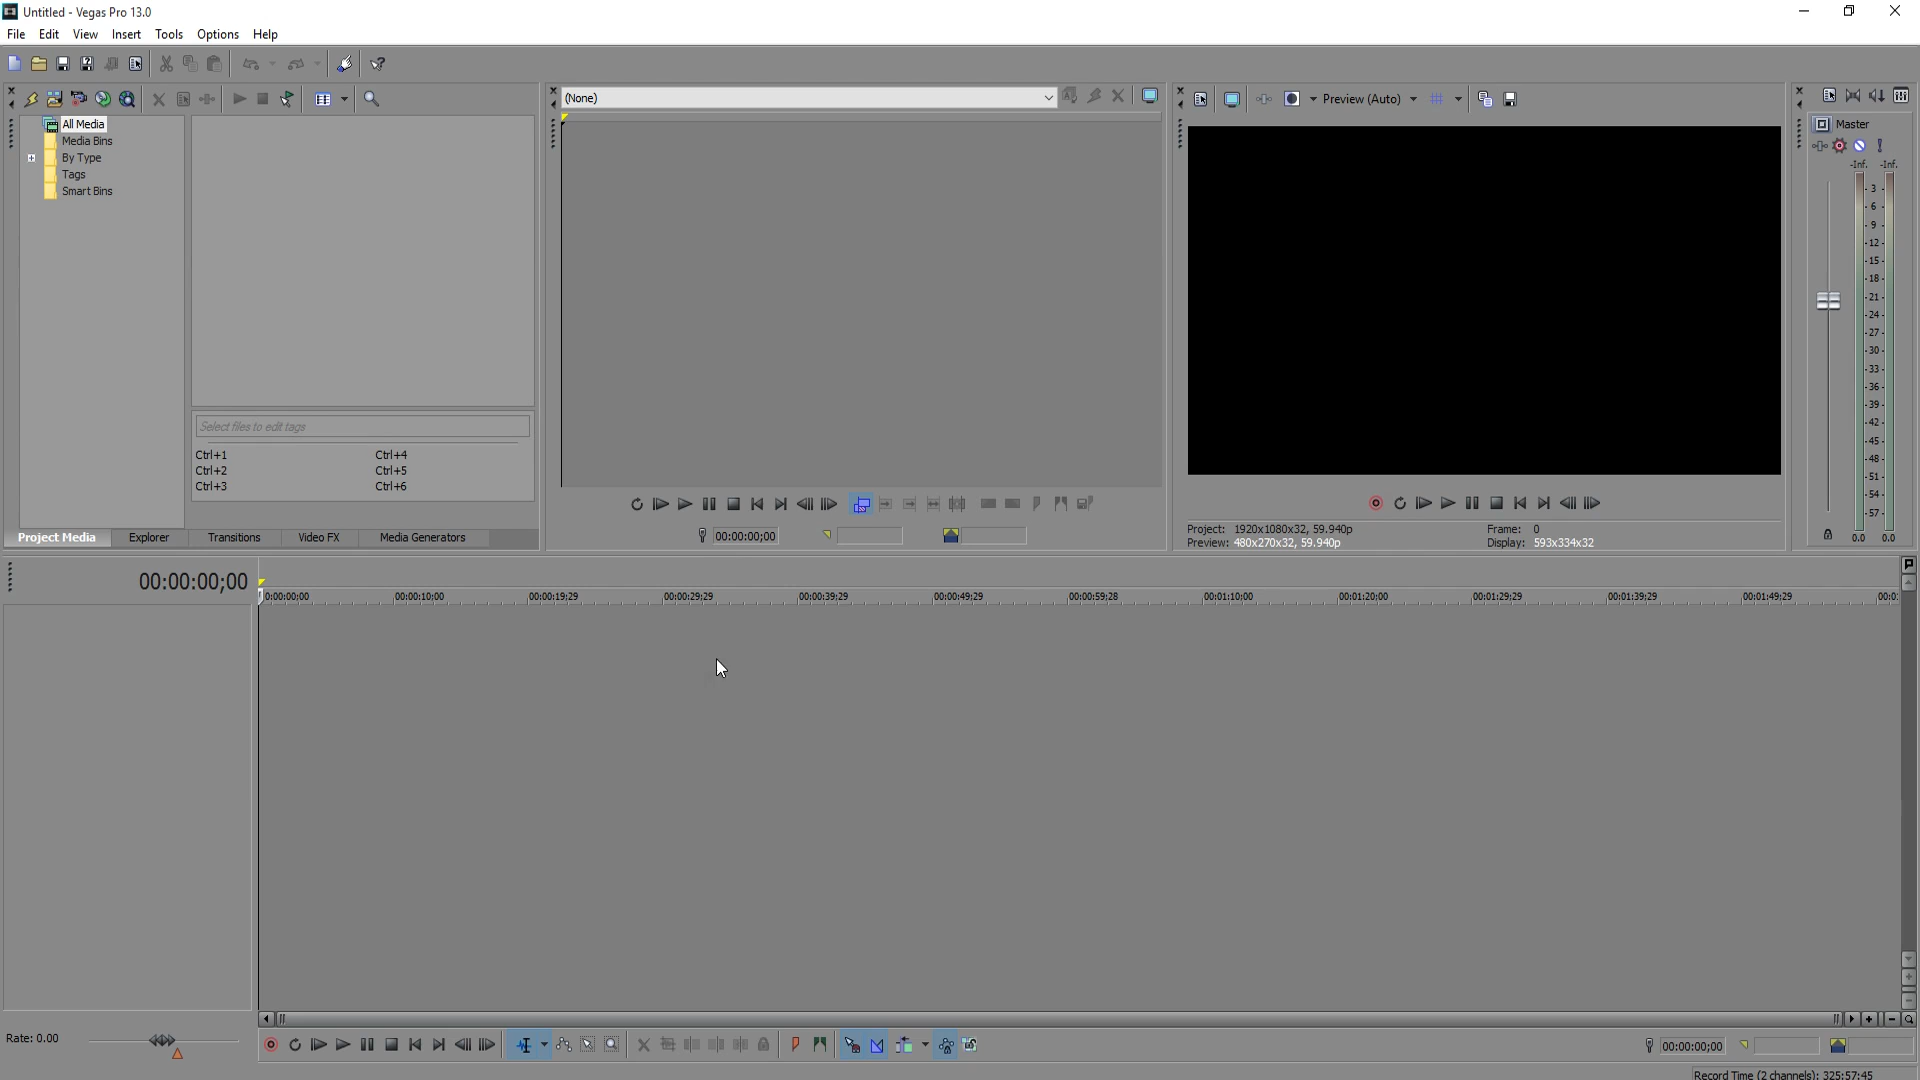 Untitled - Vegas Pro 13.0
File Edit View Insert Tools Options Help
All Media
Media Bins
By Type
Tags
Smart Bins
Select files to edit tags
Ctrl+1 Ctrl+4
Ctrl+2 Ctrl+5
Ctrl+3 Ctrl+6
Project Media Explorer Transitions Video FX Media Generators
(None)
00:00:00;00
Preview (Auto)
Project: 1920x1080x32, 59.940p Frame: 0
Preview: 480x270x32, 59.940p Display: 593x334x32
Master
-Inf. -Inf.
- 3 -
- 6 -
- 9 -
-12-
-15-
-18-
-21-
-24-
-27-
-30-
-33-
-36-
-39-
-42-
-45-
-48-
-51-
-54-
-57-
0.0 0.0
00:00:00;00
0:00:00;00 00:00:10;00 00:00:19;29 00:00:29;29 00:00:39;29 00:00:49;29 00:00:59;28 00:01:10;00 00:01:20;00 00:01:29;29 00:01:39;29 00:01:49;29 00:0
Rate: 0.00
00:00:00;00
Record Time (2 channels): 325:57:45